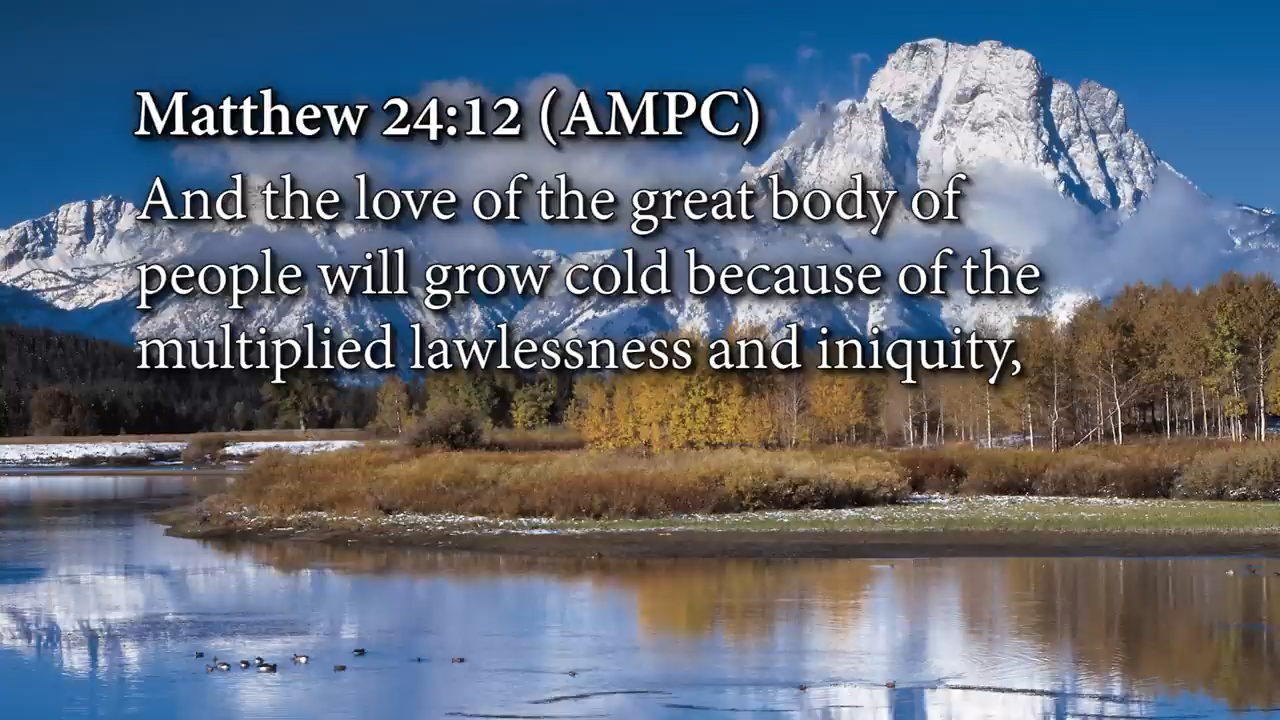 Matthew 24:12 (AMPC)
And the love of the great body of
people will grow cold because of the
multiplied lawlessness and iniquity,